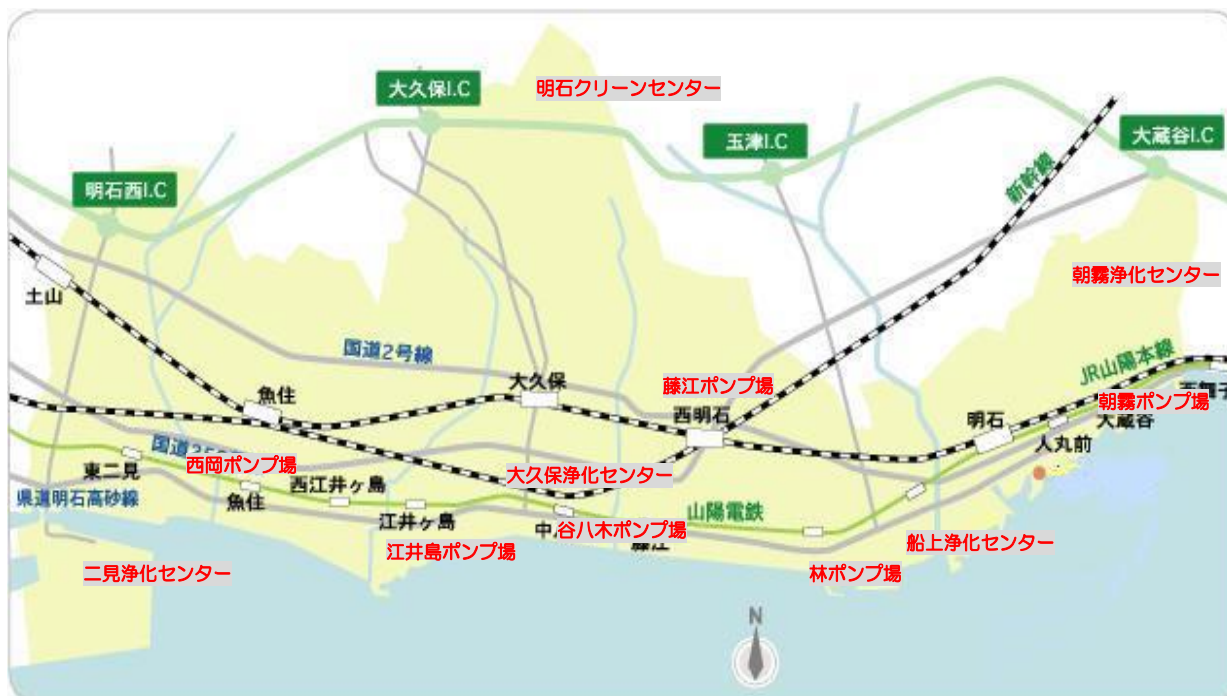 大久保I.C
明石クリーンセンター
玉津I.C
大蔵谷I.C
明石西I.C
新幹線
朝霧浄化センター
土山
国道2号線
JR山陽本線
大久保
藤江ポンプ場
魚住
西明石
朝霧ポンプ場
明石
大蔵谷
人丸前
国道
西岡ポンプ場
東二見
大久保浄化センター
西江井ヶ島
県道明石高砂線
魚住
山陽電鉄
江井ヶ島
中
谷八木ポンプ場
船上浄化センター
江井島ポンプ場
二見浄化センター
林ポンプ場
N